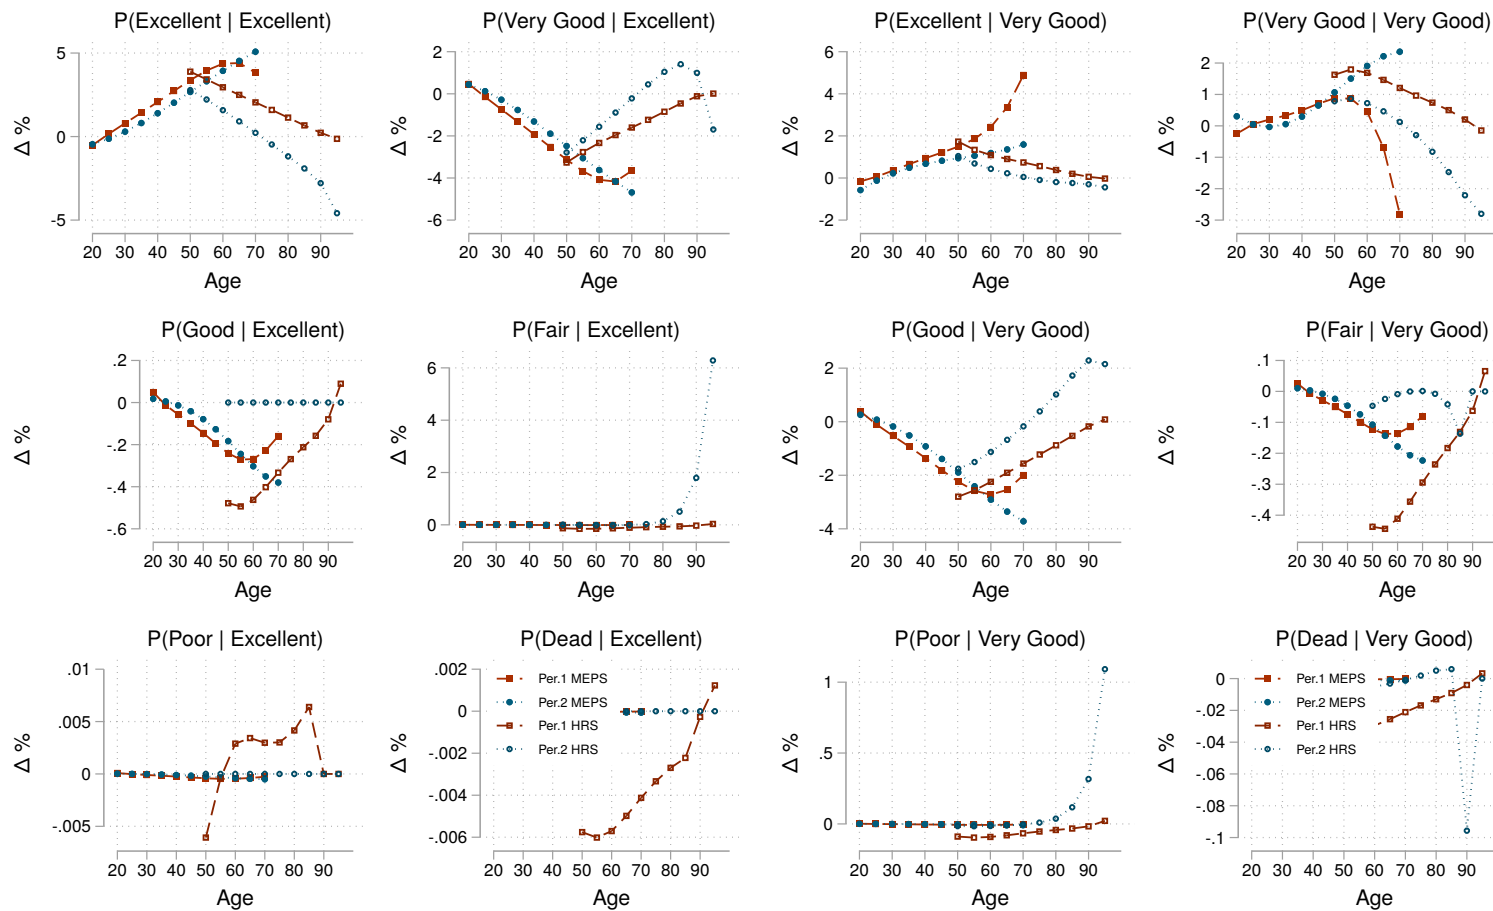 P(Excellent | Excellent)
5
0
-5
Δ %
20 30 40 50 60 70 80 90
Age
P(Very Good | Excellent)
2
0
-2
-4
-6
Δ %
20 30 40 50 60 70 80 90
Age
P(Excellent | Very Good)
6
4
2
0
-2
Δ %
20 30 40 50 60 70 80 90
Age
P(Very Good | Very Good)
2
1
0
-1
-2
-3
Δ %
20 30 40 50 60 70 80 90
Age
P(Good | Excellent)
.2
0
-.2
-.4
-.6
Δ %
20 30 40 50 60 70 80 90
Age
P(Fair | Excellent)
6
4
2
0
Δ %
20 30 40 50 60 70 80 90
Age
P(Good | Very Good)
2
0
-2
-4
Δ %
20 30 40 50 60 70 80 90
Age
P(Fair | Very Good)
.1
0
-.1
-.2
-.3
-.4
Δ %
20 30 40 50 60 70 80 90
Age
P(Poor | Excellent)
.01
.005
0
-.005
Δ %
20 30 40 50 60 70 80 90
Age
P(Dead | Excellent)
.002
0
-.002
-.004
-.006
Δ %
Per.1 MEPS
Per.2 MEPS
Per.1 HRS
Per.2 HRS
20 30 40 50 60 70 80 90
Age
P(Poor | Very Good)
1
.5
0
Δ %
20 30 40 50 60 70 80 90
Age
P(Dead | Very Good)
0
-.02
-.04
-.06
-.08
-.1
Δ %
Per.1 MEPS
Per.2 MEPS
Per.1 HRS
Per.2 HRS
20 30 40 50 60 70 80 90
Age